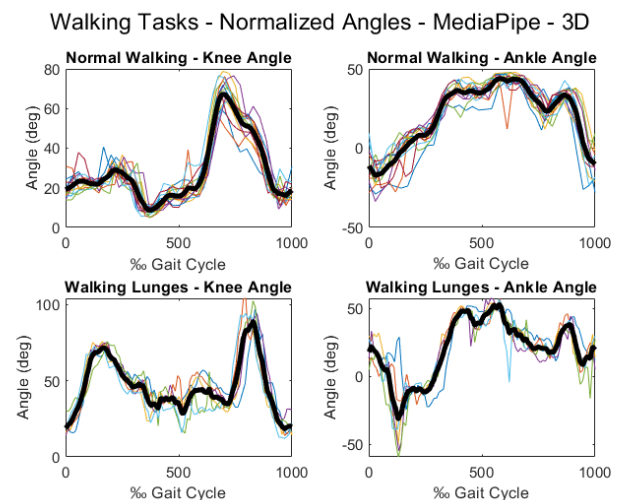 Walking Tasks - Normalized Angles - MediaPipe - 3D
Normal Walking - Knee Angle
80
60
40
20
0
Angle (deg)
0 500 1000
‰ Gait Cycle
Normal Walking - Ankle Angle
50
0
-50
Angle (deg)
0 500 1000
‰ Gait Cycle
Walking Lunges - Knee Angle
100
50
0
Angle (deg)
0 500 1000
‰ Gait Cycle
Walking Lunges - Ankle Angle
50
0
-50
Angle (deg)
0 500 1000
‰ Gait Cycle